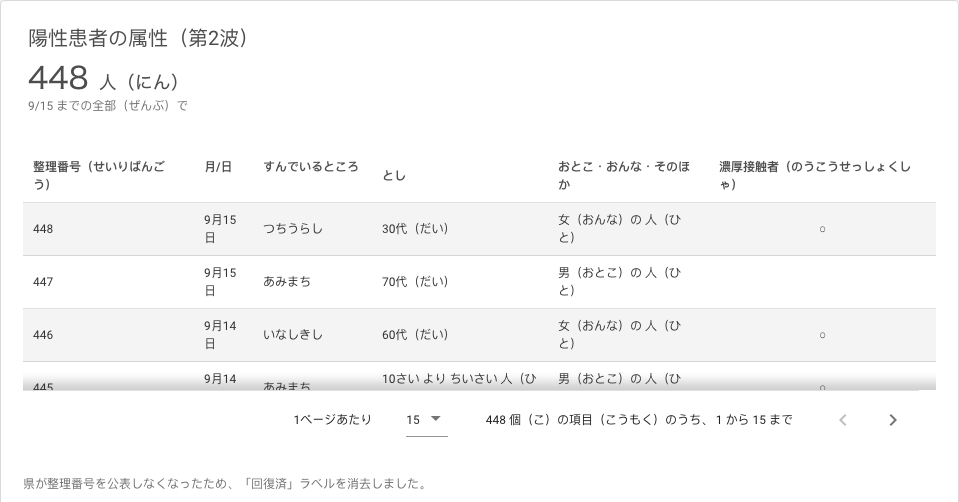 陽性患者の属性（第2波）
448 人（にん）
9/15 までの全部（ぜんぶ）で
整理番号（せいりばんごう） 月/日 すんでいるところ とし おとこ・おんな・そのほか 濃厚接触者（のうこうせっしょくしゃ）
448 9月15日 つちうらし 30代（だい） 女（おんな）の 人（ひと） ○
447 9月15日 あみまち 70代（だい） 男（おとこ）の 人（ひと）
446 9月14日 いなしきし 60代（だい） 女（おんな）の 人（ひと） ○
445 9月14 あみまち 10さい より ちいさい 人（ひ 男（おとこ）の 人（ひ ○
1ページあたり 15 448 個（こ）の項目（こうもく）のうち、1 から 15 まで
県が整理番号を公表しなくなったため、「回復済」ラベルを消去しました。